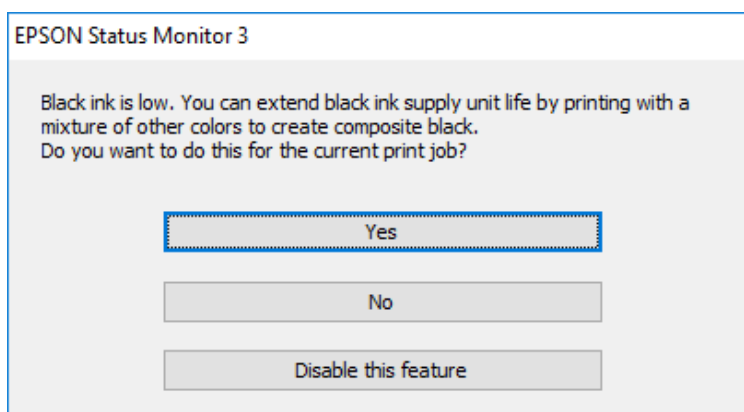 EPSON Status Monitor 3
Black ink is low. You can extend black ink supply unit life by printing with a
mixture of other colors to create composite black.
Do you want to do this for the current print job?
Yes
No
Disable this feature